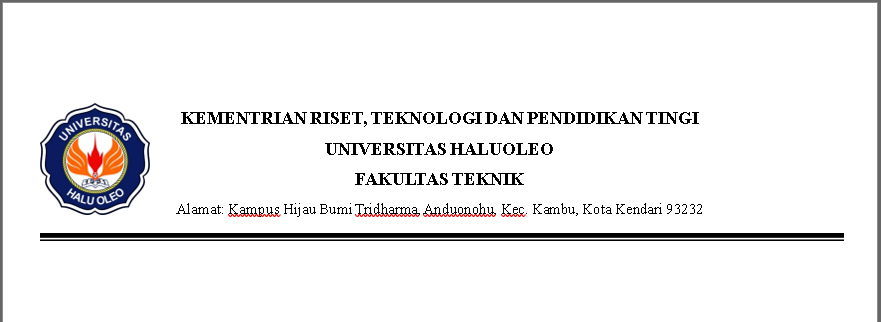 UNIVERSITAS
HALU OLEO
KEMENTRIAN RISET, TEKNOLOGI DAN PENDIDIKAN TINGI
UNIVERSITAS HALUOLEO
FAKULTAS TEKNIK
Alamat: Kampus Hijau Bumi Tridharma, Anduonohu, Kec. Kambu, Kota Kendari 93232